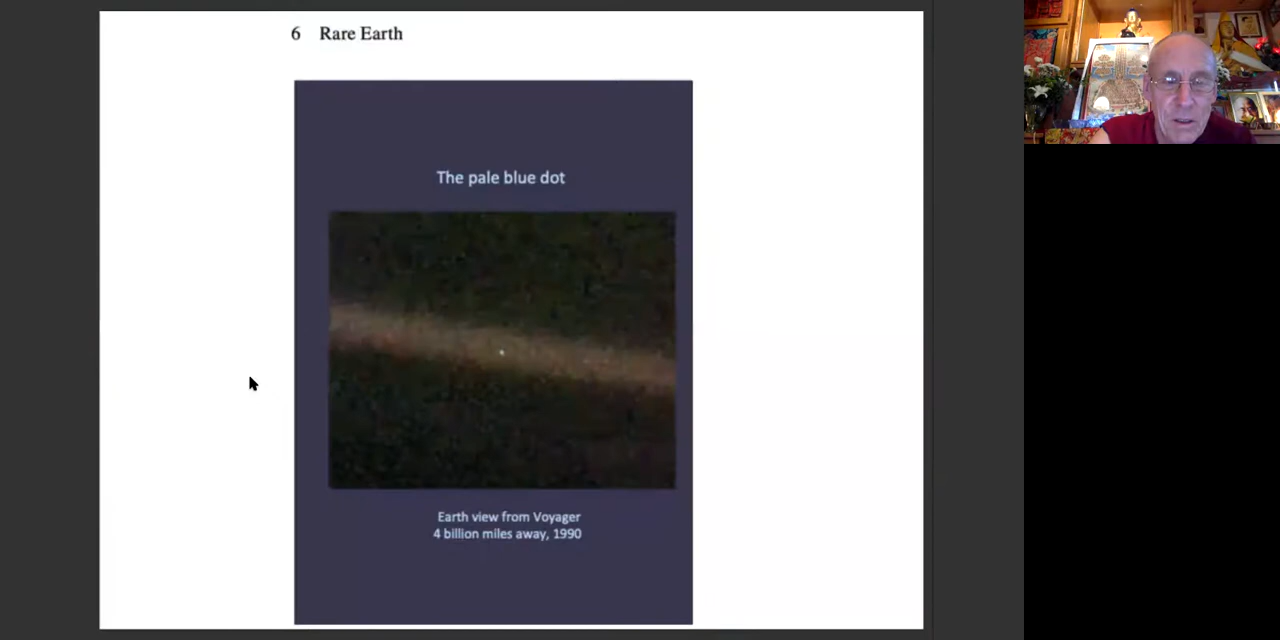 6 Rare Earth
The pale blue dot
Earth view from Voyager
4 billion miles away, 1990